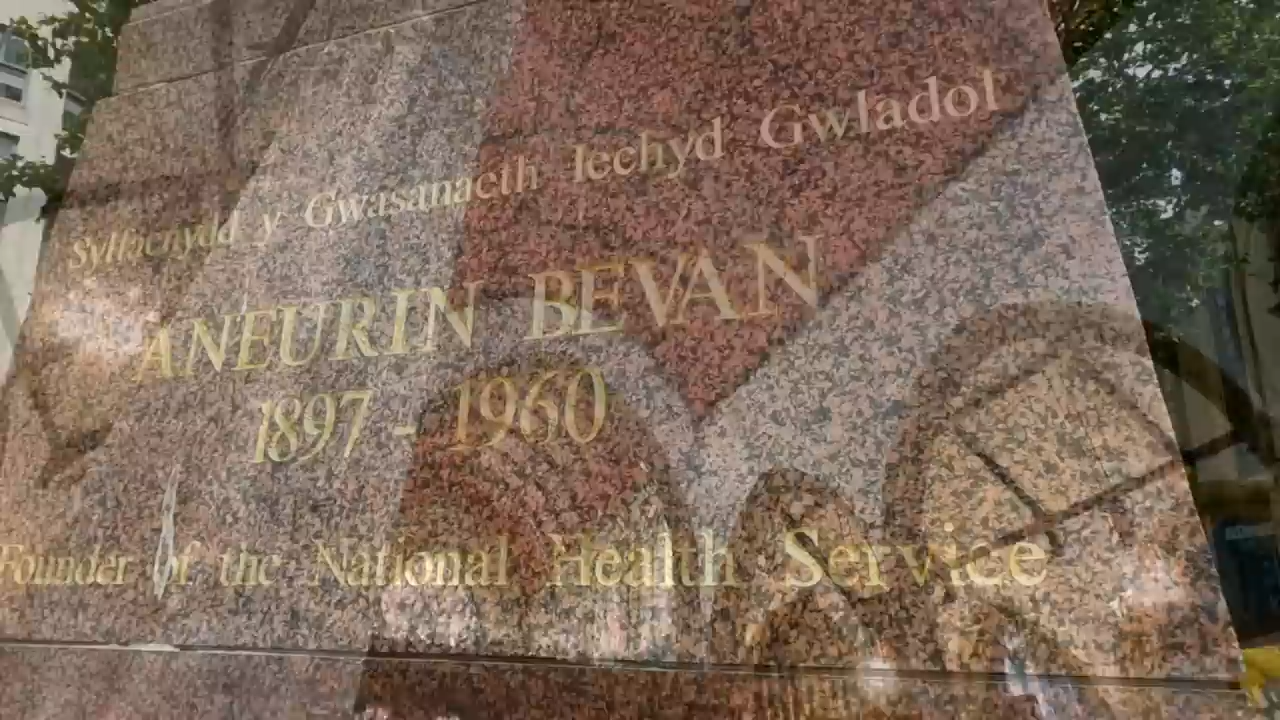 Sylfaenydd y Gwasanaeth Iechyd Gwladol
ANEURIN BEVAN
1897 - 1960
Founder of the National Health Service